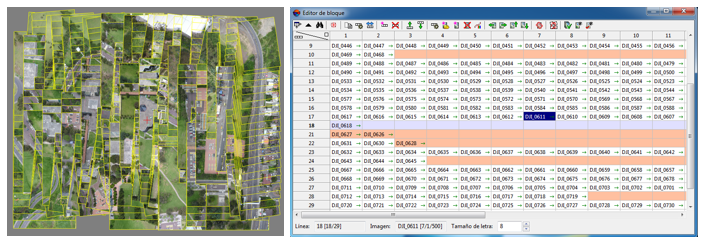 Editor de bloque
1 2 3 4 5 6 7 8 9 10 11
9 DJI_0446 → DJI_0447 → DJI_0448 → DJI_0449 → DJI_0450 → DJI_0451 → DJI_0452 → DJI_0453 → DJI_0454 → DJI_0455 → DJI_0456 →
10 DJI_0469 → DJI_0468 →
11 DJI_0489 → DJI_0488 → DJI_0487 → DJI_0486 → DJI_0485 → DJI_0484 → DJI_0483 → DJI_0482 → DJI_0481 → DJI_0480 → DJI_0479 →
12 DJI_0490 → DJI_0491 → DJI_0492 → DJI_0493 → DJI_0494 → DJI_0495 → DJI_0496 → DJI_0497 → DJI_0498 → DJI_0499 → DJI_0500 →
13 DJI_0533 → DJI_0532 → DJI_0531 → DJI_0530 → DJI_0529 → DJI_0528 → DJI_0527 → DJI_0526 → DJI_0525 → DJI_0524 → DJI_0523 →
14 DJI_0534 → DJI_0535 → DJI_0536 → DJI_0537 → DJI_0538 → DJI_0539 → DJI_0540 → DJI_0541 → DJI_0542 → DJI_0543 → DJI_0544 →
15 DJI_0577 → DJI_0576 → DJI_0575 → DJI_0574 → DJI_0573 → DJI_0572 → DJI_0571 → DJI_0570 → DJI_0569 → DJI_0568 → DJI_0567 →
16 DJI_0578 → DJI_0579 → DJI_0580 → DJI_0581 → DJI_0582 → DJI_0583 → DJI_0584 → DJI_0585 → DJI_0586 → DJI_0587 → DJI_0588 →
17 DJI_0617 → DJI_0616 → DJI_0615 → DJI_0614 → DJI_0613 → DJI_0612 → DJI_0611 → DJI_0610 → DJI_0609 → DJI_0608 → DJI_0607 →
18 DJI_0618 →
21 DJI_0627 → DJI_0626 →
22 DJI_0631 → DJI_0630 → DJI_0628 →
23 DJI_0632 → DJI_0633 → DJI_0634 → DJI_0635 → DJI_0636 → DJI_0637 → DJI_0638 → DJI_0639 → DJI_0640 → DJI_0641 → DJI_0642 →
24 DJI_0643 → DJI_0644 → DJI_0645 →
25 DJI_0665 → DJI_0664 → DJI_0663 → DJI_0662 → DJI_0661 → DJI_0660 → DJI_0659 → DJI_0658 → DJI_0657 → DJI_0656 → DJI_0655 →
26 DJI_0668 → DJI_0669 → DJI_0670 → DJI_0671 → DJI_0672 → DJI_0673 → DJI_0674 → DJI_0675 → DJI_0676 → DJI_0677 → DJI_0678 →
27 DJI_0711 → DJI_0710 → DJI_0709 → DJI_0708 → DJI_0707 → DJI_0706 → DJI_0705 → DJI_0704 → DJI_0703 → DJI_0702 → DJI_0701 →
28 DJI_0712 → DJI_0713 → DJI_0714 → DJI_0715 → DJI_0716 → DJI_0717 → DJI_0718 → DJI_0719 →
29 DJI_0720 → DJI_0721 → DJI_0722 → DJI_0723 → DJI_0724 → DJI_0725 → DJI_0726 → DJI_0727 → DJI_0728 → DJI_0729 → DJI_0730 →
Línea: 18 [18/29] Imagen: DJI_0611 [7/1/500] Tamaño de letra: 8